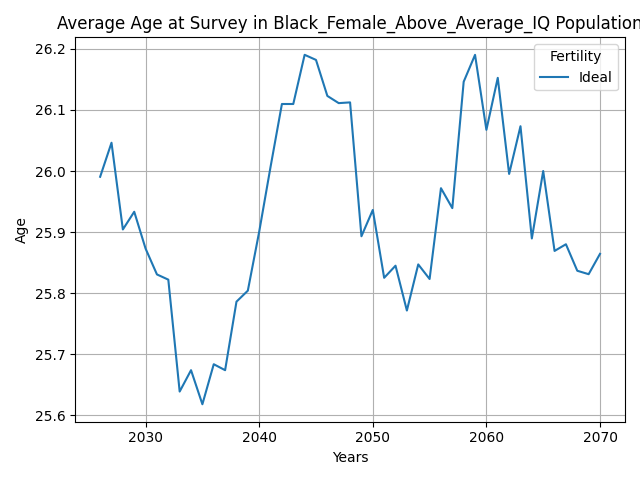 Average Age at Survey in Black_Female_Above_Average_IQ Population
Fertility
Ideal
26.2
26.1
26.0
25.9
25.8
25.7
25.6
Age
2030
2040
2050
2060
2070
Years